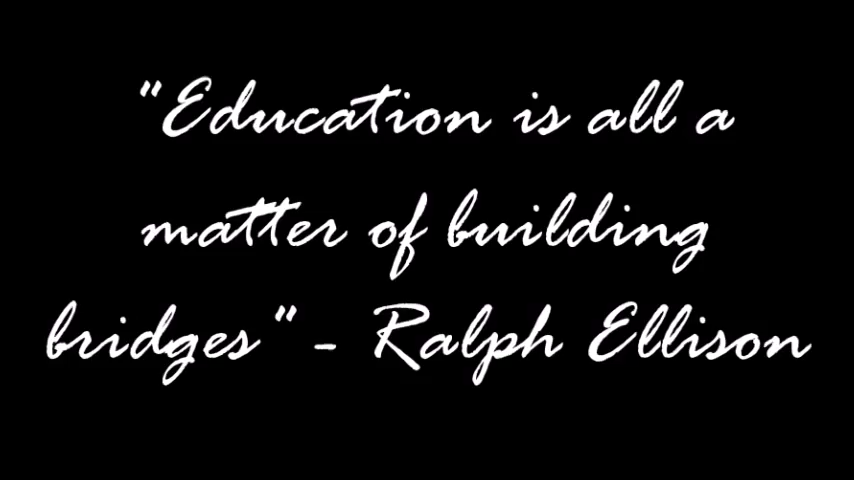 "Education is all a
matter of building
bridges" - Ralph Ellison